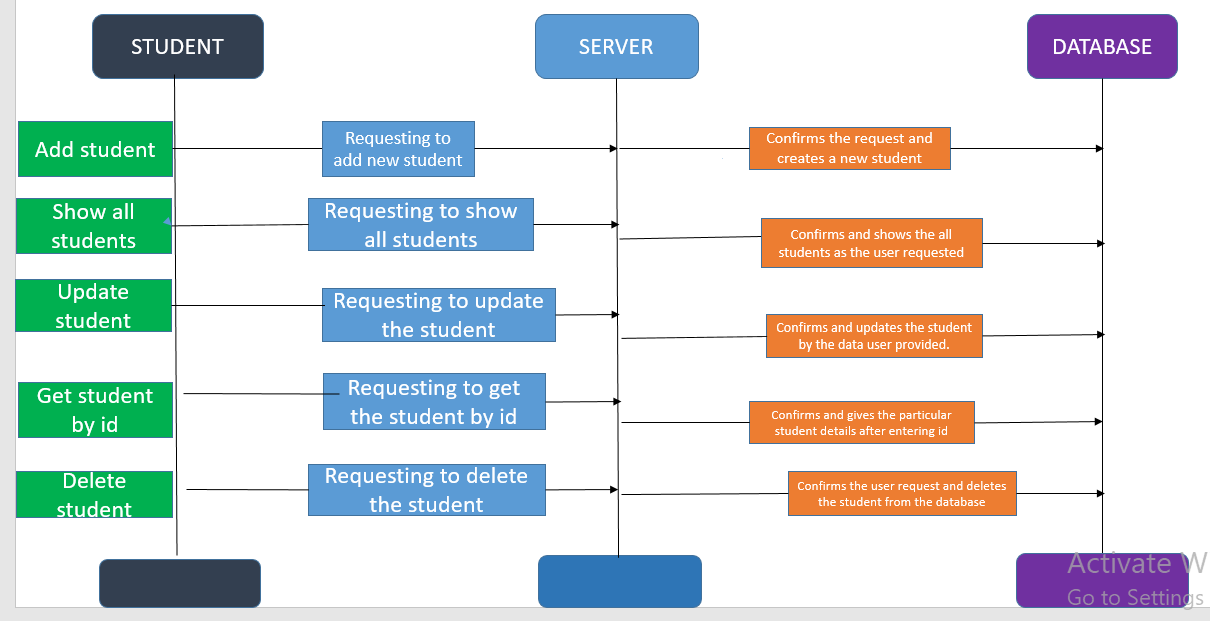 STUDENT
SERVER
DATABASE
Add student
Requesting to
add new student
Confirms the request and
creates a new student
Show all
students
Requesting to show
all students
Confirms and shows the all
students as the user requested
Update
student
Requesting to update
the student
Confirms and updates the student
by the data user provided.
Get student
by id
Requesting to get
the student by id
Confirms and gives the particular
student details after entering id
Delete
student
Requesting to delete
the student
Confirms the user request and deletes
the student from the database
Activate W
Go to Settings